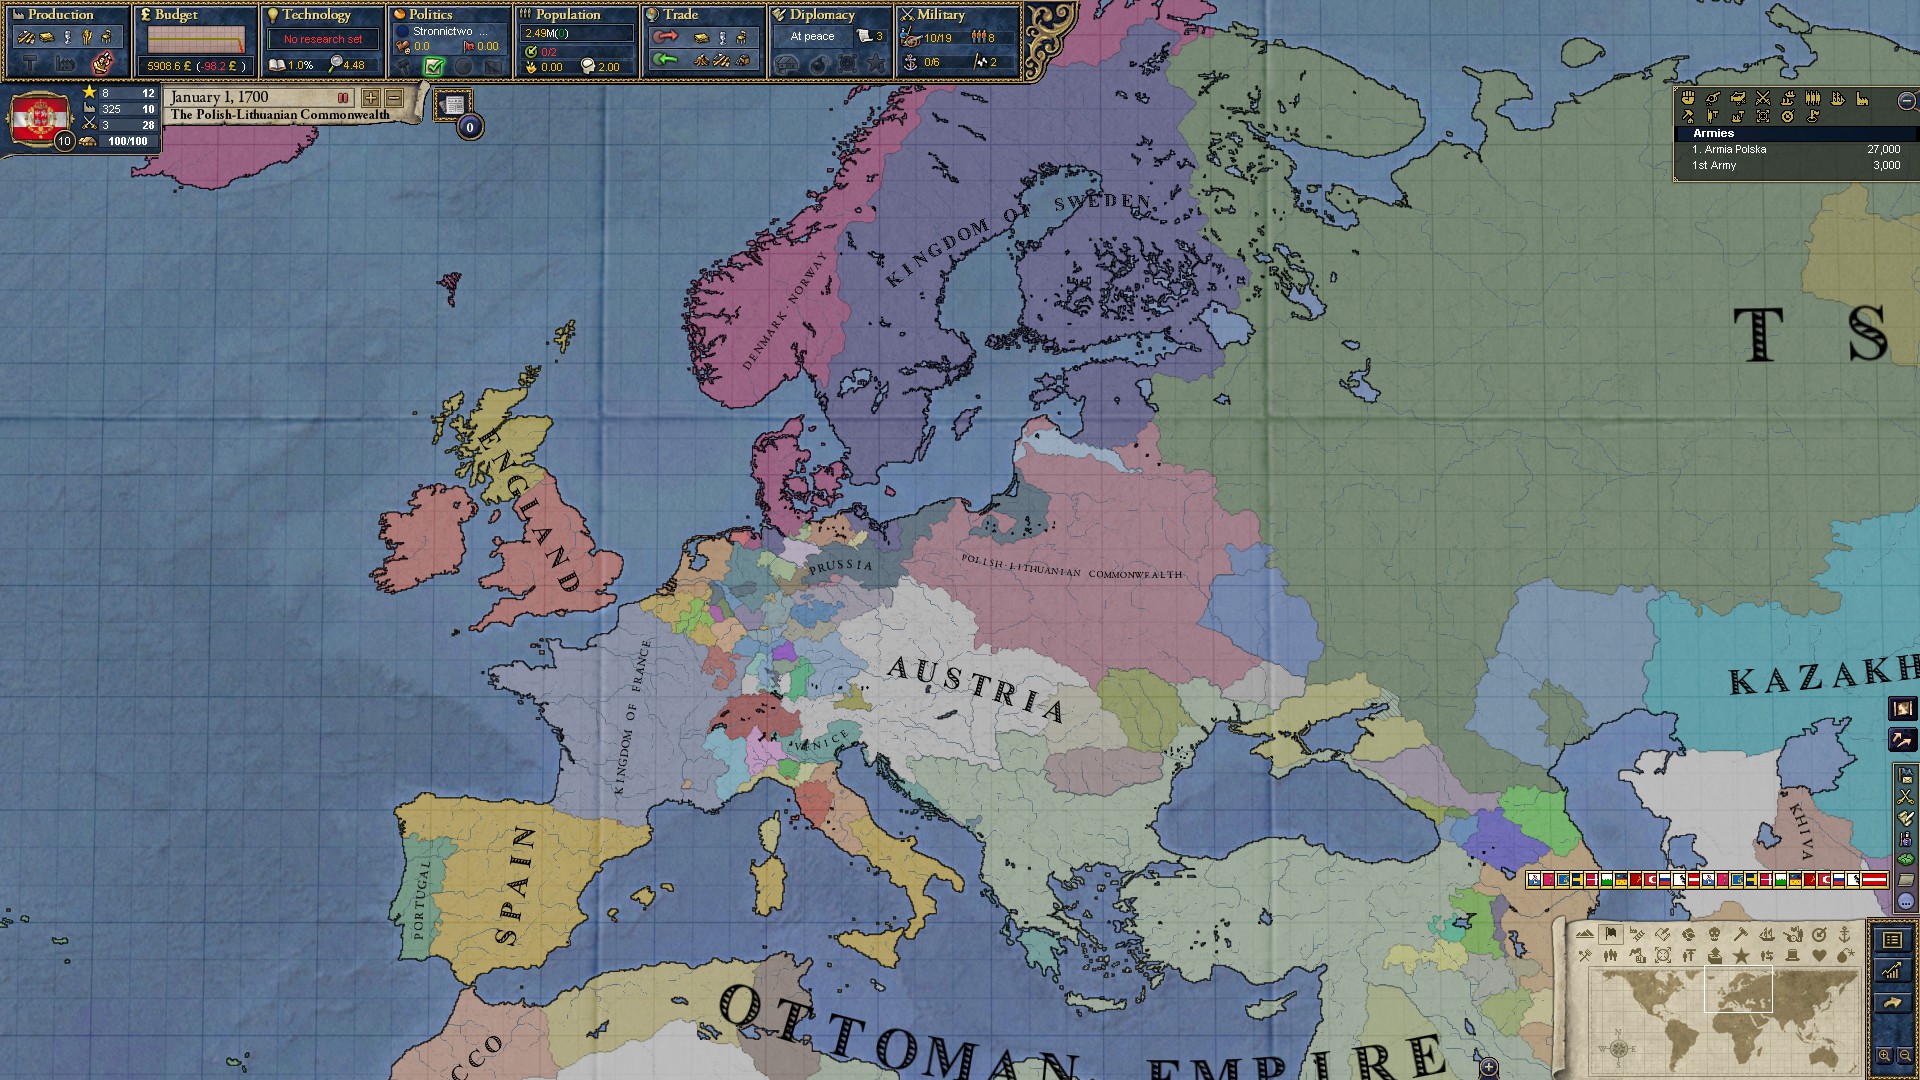 Production
Budget
Technology
Politics
Population
Trade
Diplomacy
Military
No research set
Stronnictwo ...
2.49M(0)
At peace
3
10/19
8
0.0
0.00
0/2
5908.6 £ (-98.2 £ )
1.0%
4.48
0.00
2.00
0/6
2
8 12
325 10
3 28
10
100/100
January 1, 1700
The Polish-Lithuanian Commonwealth
0
Armies
1. Armia Polska 27,000
1st Army 3,000
KINGDOM OF SWEDEN
DENMARK-NORWAY
T S
ENGLAND
PRUSSIA
POLISH-LITHUANIAN COMMONWEALTH
AUSTRIA
KINGDOM OF FRANCE
VENICE
KAZAKH
KHIVA
SPAIN
PORTUGAL
OTTOMAN EMPIRE
CCO
N
W E
S